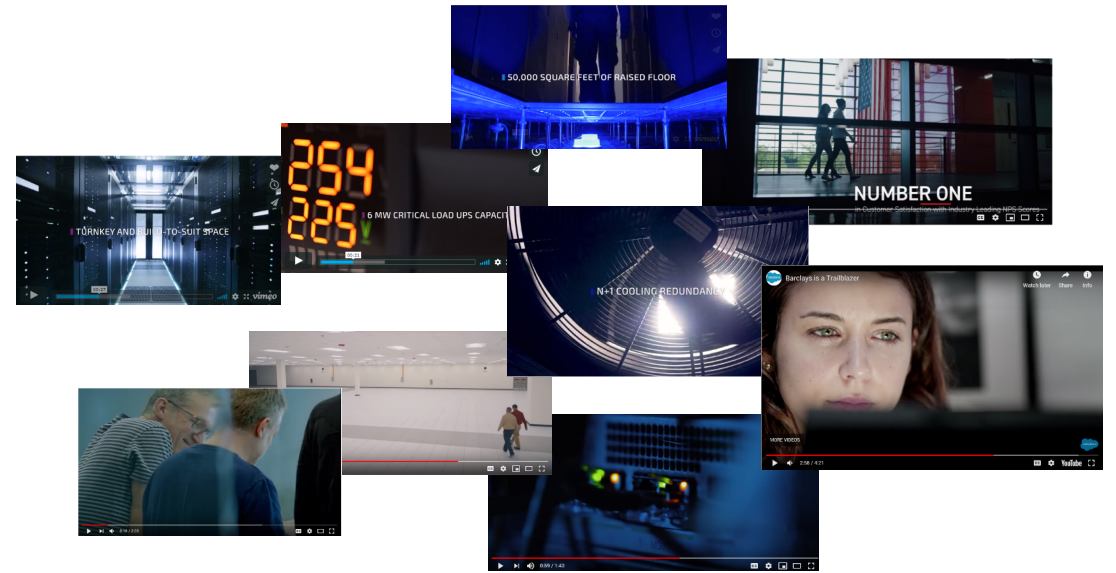 50,000 SQUARE FEET OF RAISED FLOOR
NUMBER ONE
in Customer Satisfaction with Industry Leading NPS Scores
254
225
V
6 MW CRITICAL LOAD UPS CAPACIT
TURNKEY AND BUILD-TO-SUIT SPACE
vimeo
N+1 COOLING REDUNDANCY
Barclays is a Trailblazer
Watch later
Share
Info
MORE VIDEOS
2:58 / 4:21
YouTube
0:59 / 1:43